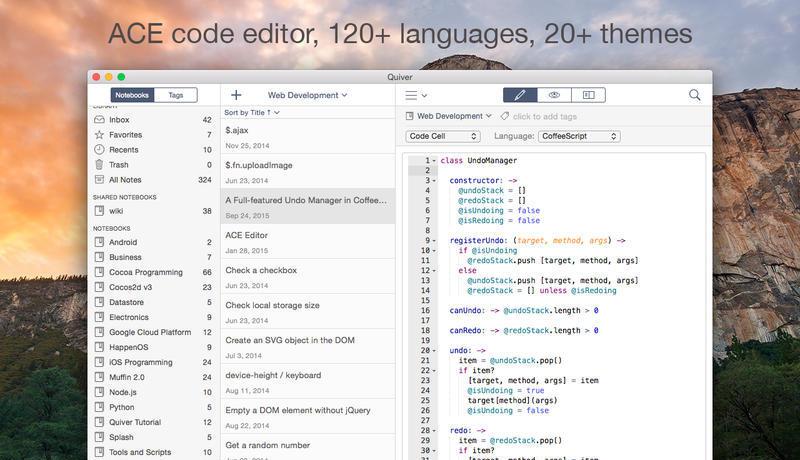 ACE code editor, 120+ languages, 20+ themes
Quiver
Notebooks Tags
Inbox 42
Favorites 7
Recents 10
Trash 0
All Notes 324
SHARED NOTEBOOKS
wiki 38
NOTEBOOKS
Android 2
Business 7
Cocoa Programming 66
Cocos2d v3 23
Datastore 5
Electronics 9
Google Cloud Platform 12
HappenOS 9
iOS Programming 24
Muffin 2.0 24
Node.js 10
Python 5
Quiver Tutorial 12
Splash 5
Tools and Scripts 10
+ Web Development
Sort by Title ↑
$.ajax
Nov 25, 2014
$.fn.uploadImage
Jun 23, 2014
A Full-featured Undo Manager in Coffee...
Sep 24, 2015
ACE Editor
Jan 28, 2015
Check a checkbox
Jun 23, 2014
Check local storage size
Jun 23, 2014
Create an SVG object in the DOM
Jul 3, 2014
device-height / keyboard
Aug 11, 2014
Empty a DOM element without jQuery
Aug 22, 2014
Get a random number
Web Development click to add tags
Code Cell Language: CoffeeScript
1 class UndoManager
2
3 constructor: ->
4 @undoStack = []
5 @redoStack = []
6 @isUndoing = false
7 @isRedoing = false
8
9 registerUndo: (target, method, args) ->
10 if @isUndoing
11 @redoStack.push [target, method, args]
12 else
13 @undoStack.push [target, method, args]
14 @redoStack = [] unless @isRedoing
15
16 canUndo: -> @undoStack.length > 0
17
18 canRedo: -> @redoStack.length > 0
19
20 undo: ->
21 item = @undoStack.pop()
22 if item?
23 [target, method, args] = item
24 @isUndoing = true
25 target[method](args)
26 @isUndoing = false
27
28 redo: ->
29 item = @redoStack.pop()
30 if item?